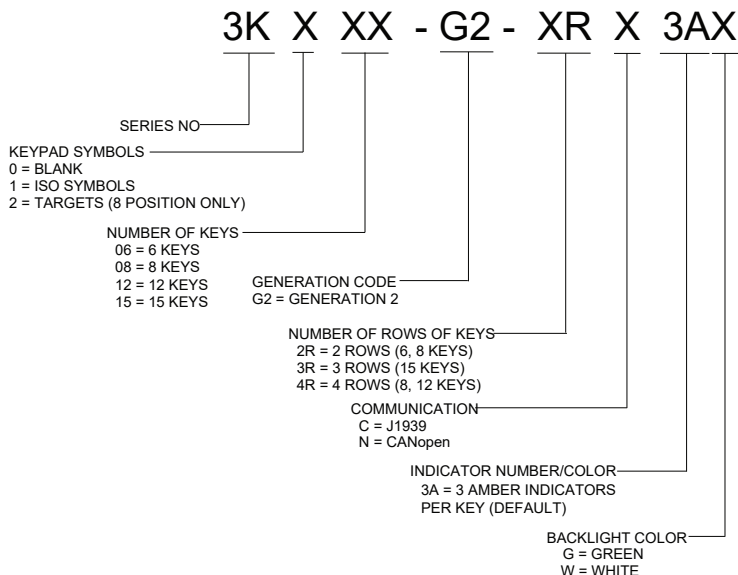 3K X XX - G2 - XR X 3AX
SERIES NO
KEYPAD SYMBOLS
0 = BLANK
1 = ISO SYMBOLS
2 = TARGETS (8 POSITION ONLY)
NUMBER OF KEYS
06 = 6 KEYS
08 = 8 KEYS
12 = 12 KEYS
15 = 15 KEYS
GENERATION CODE
G2 = GENERATION 2
NUMBER OF ROWS OF KEYS
2R = 2 ROWS (6, 8 KEYS)
3R = 3 ROWS (15 KEYS)
4R = 4 ROWS (8, 12 KEYS)
COMMUNICATION
C = J1939
N = CANopen
INDICATOR NUMBER/COLOR
3A = 3 AMBER INDICATORS
PER KEY (DEFAULT)
BACKLIGHT COLOR
G = GREEN
W = WHITE